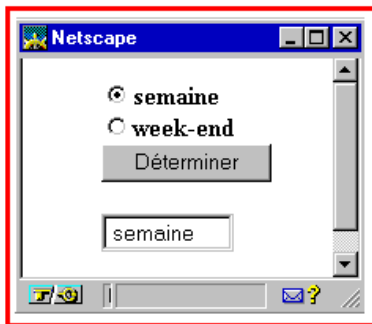 Netscape
semaine
week-end
Déterminer
semaine